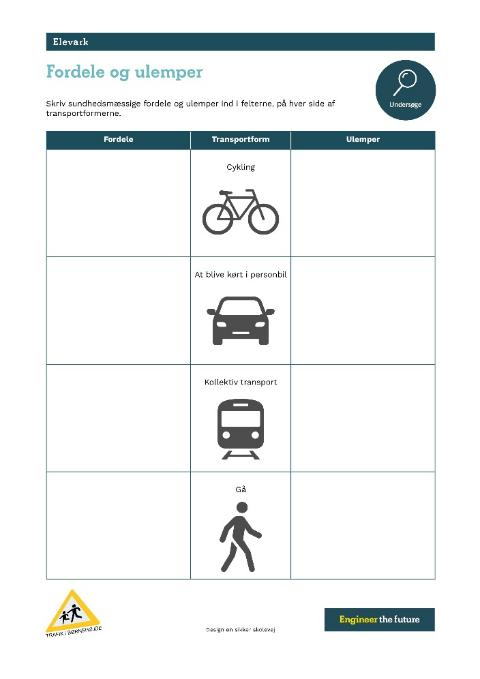 Elevark
Fordele og ulemper
Skriv sundhedsmæssige fordele og ulemper ind i felterne, på hver side af
transportformerne.
Undersøge
Fordele Transportform Ulemper
Cykling
At blive kørt i personbil
Kollektiv transport
Gå
TRAFIK I BØRNEHØJDE
Design en sikker skolevej
Engineer the future